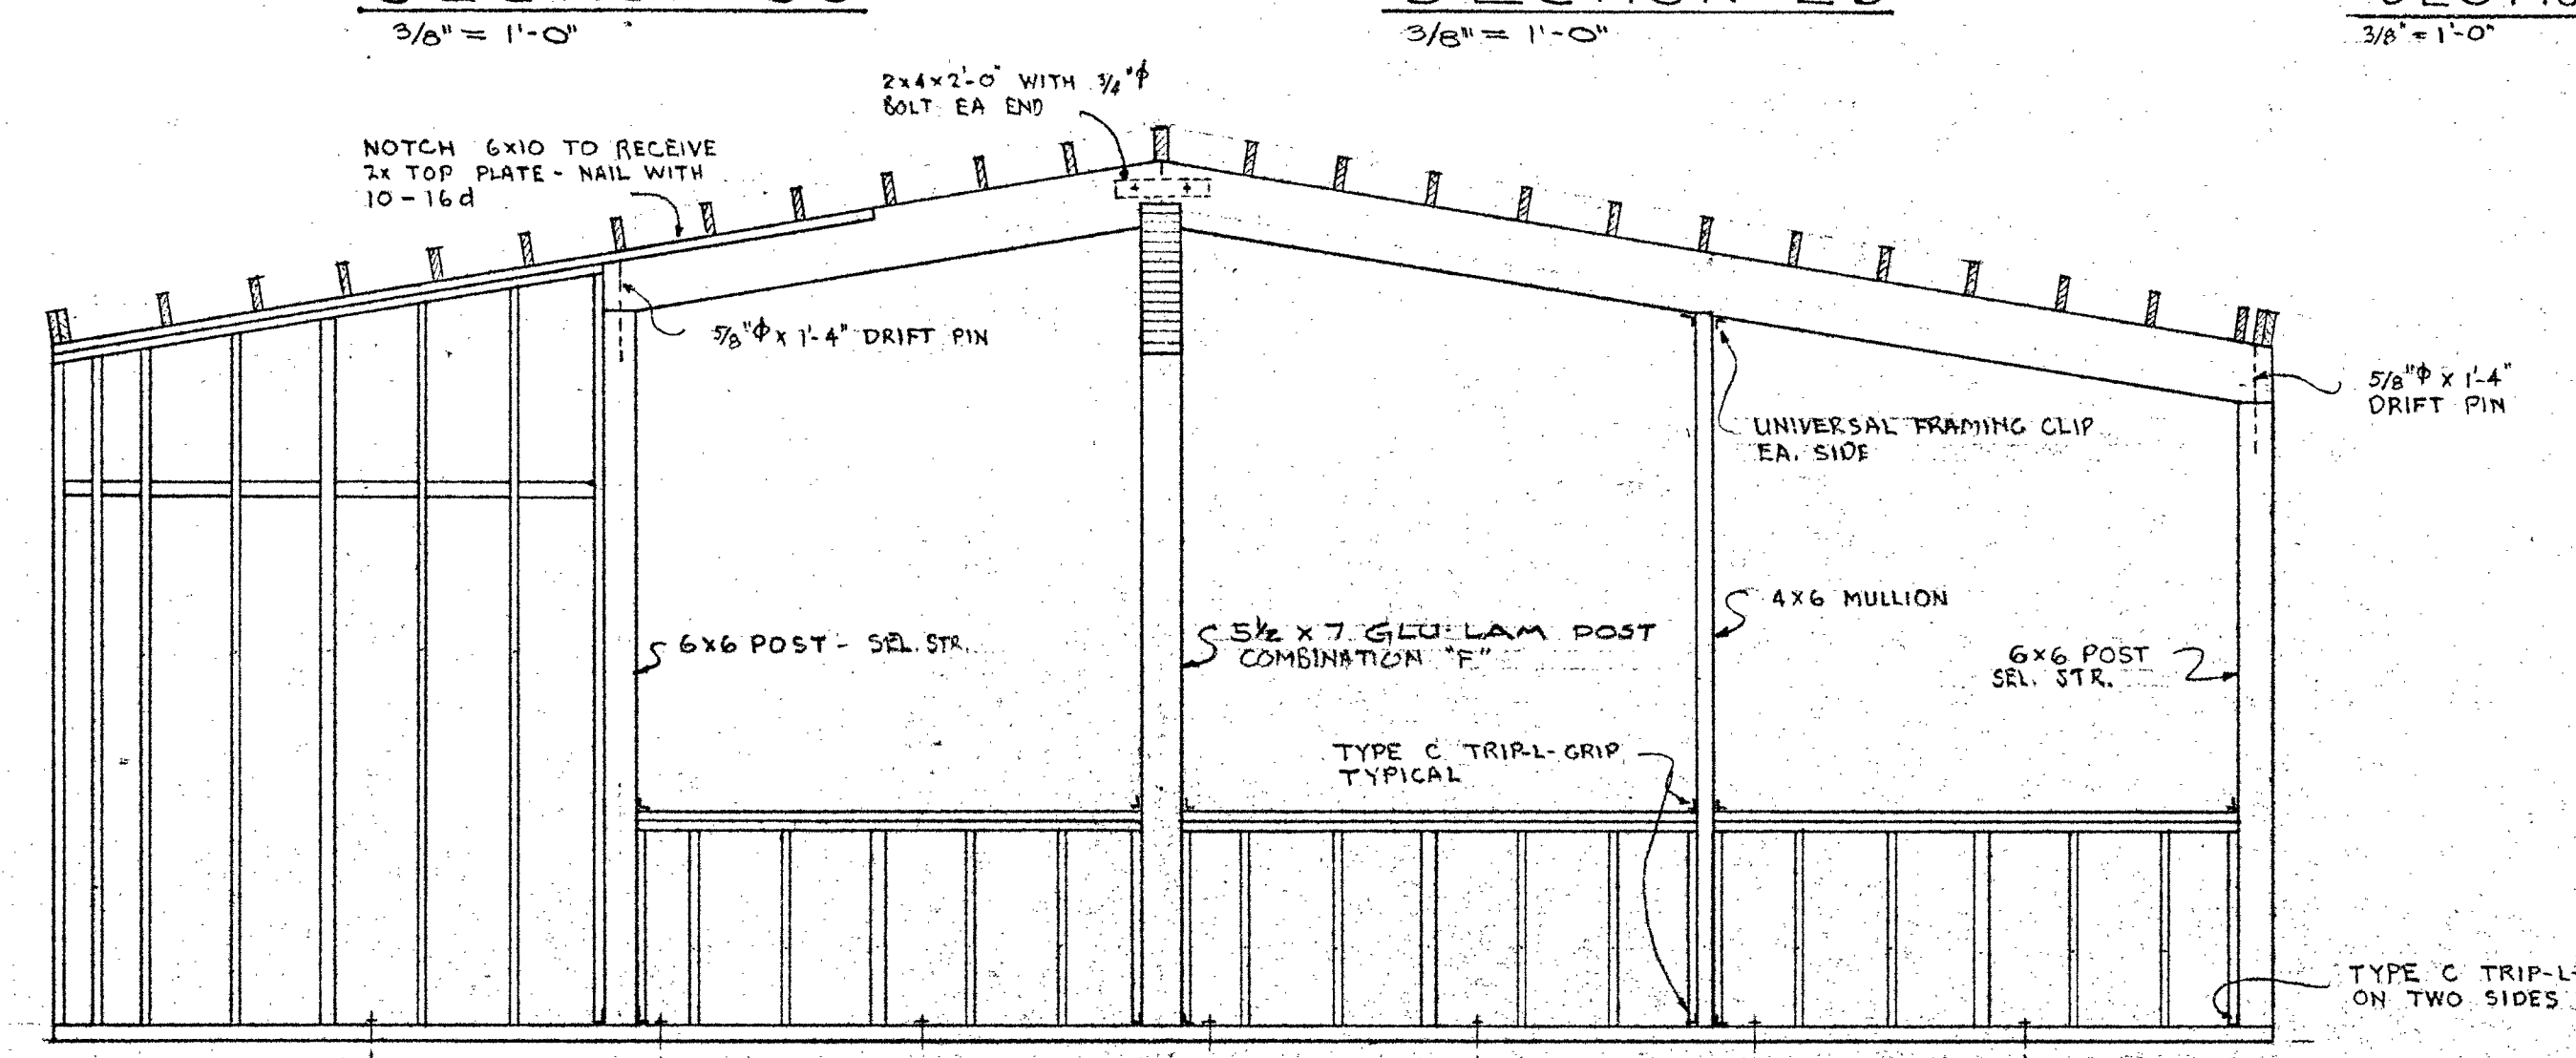 3/8" = 1'-0"
3/8" = 1'-0"
3/8" = 1'-0"
2x4x2'-0" WITH 3/4"ϕ
BOLT EA END
NOTCH 6x10 TO RECEIVE
2x TOP PLATE - NAIL WITH
10-16d
5/8"ϕ x 1'-4" DRIFT PIN
5/8"ϕ x 1'-4"
DRIFT PIN
UNIVERSAL FRAMING CLIP
EA. SIDE
4x6 MULLION
6x6 POST - SEL. STR.
5 1/2 x 7 GLU-LAM POST
COMBINATION "F"
6x6 POST
SEL. STR.
TYPE C TRIP-L-GRIP
TYPICAL
TYPE C TRIP-L-
ON TWO SIDES